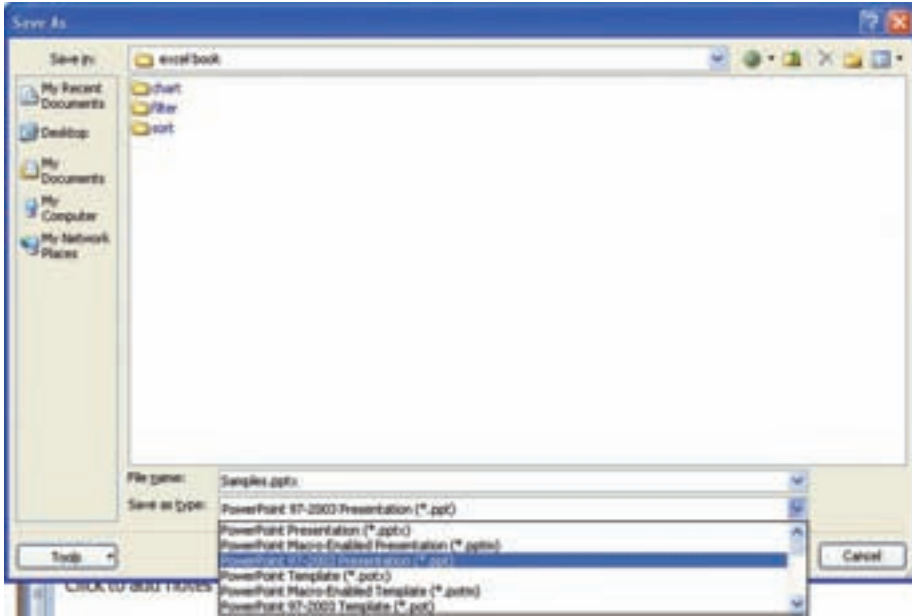 Save As
Save in:
excel book
My Recent
Documents
Desktop
My
Documents
My
Computer
My Network
Places
chart
filter
sort
File name:
Samples.pptx
Save as type:
PowerPoint 97-2003 Presentation (*.ppt)
PowerPoint Presentation (*.pptx)
PowerPoint Macro-Enabled Presentation (*.pptm)
PowerPoint 97-2003 Presentation (*.ppt)
PowerPoint Template (*.potx)
PowerPoint Macro-Enabled Template (*.potm)
PowerPoint 97-2003 Template (*.pot)
Tools
Cancel
Click to add notes